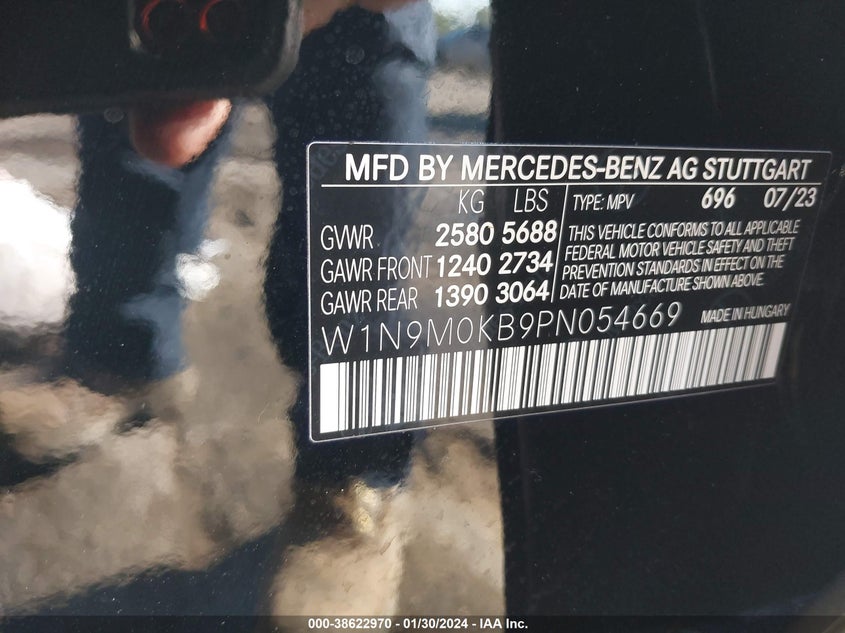 MFD BY MERCEDES-BENZ AG STUTTGART
KG LBS
GVWR 2580 5688
GAWR FRONT 1240 2734
GAWR REAR 1390 3064
TYPE: MPV 696 07/23
THIS VEHICLE CONFORMS TO ALL APPLICABLE
FEDERAL MOTOR VEHICLE SAFETY AND THEFT
PREVENTION STANDARDS IN EFFECT ON THE
DATE OF MANUFACTURE SHOWN ABOVE.
W1N9M0KB9PN054669 MADE IN HUNGARY
000-38622970 - 01/30/2024 - IAA Inc.